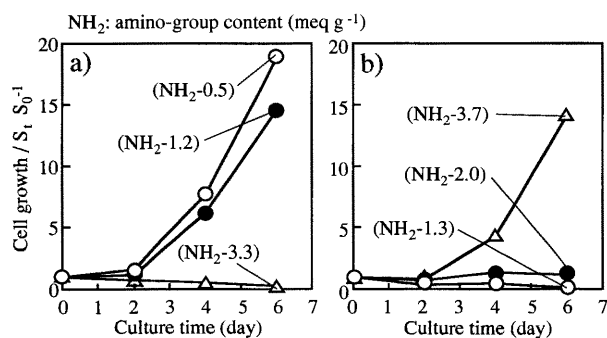 NH₂: amino-group content (meq g⁻¹)
a)
b)
Cell growth / Sₜ S₀⁻¹
20
15
10
5
0
(NH₂-0.5)
(NH₂-1.2)
(NH₂-3.3)
0 1 2 3 4 5 6 7
Culture time (day)
20
15
10
5
0
(NH₂-3.7)
(NH₂-2.0)
(NH₂-1.3)
0 1 2 3 4 5 6 7
Culture time (day)